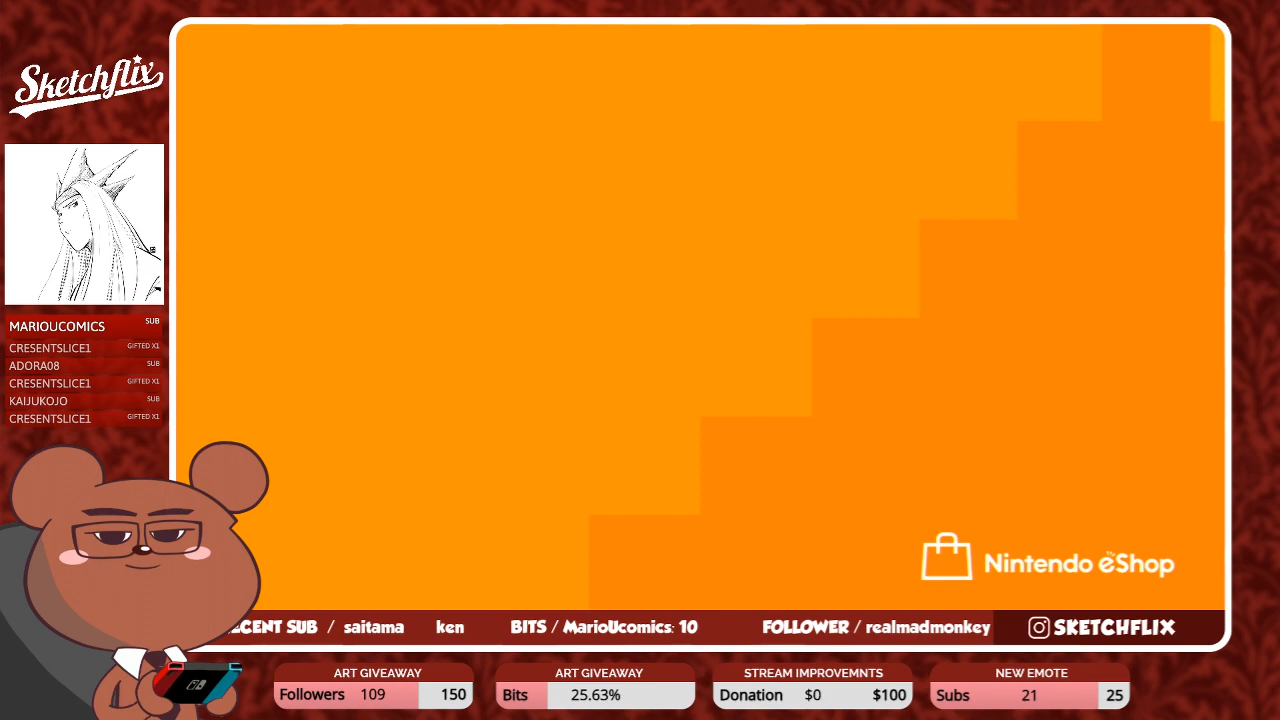 Sketchflix
MARIOUCOMICS SUB
CRESENTSLICE1 GIFTED X1
ADORA08 SUB
CRESENTSLICE1 GIFTED X1
KAIJUKOJO SUB
CRESENTSLICE1 GIFTED X1
Nintendo eShop
ECENT SUB / saitama ken BITS / MarioUcomics: 10 FOLLOWER / realmadmonkey SKETCHFLIX
ART GIVEAWAY
Followers 109 150
ART GIVEAWAY
Bits 25.63%
STREAM IMPROVEMNTS
Donation $0 $100
NEW EMOTE
Subs 21 25